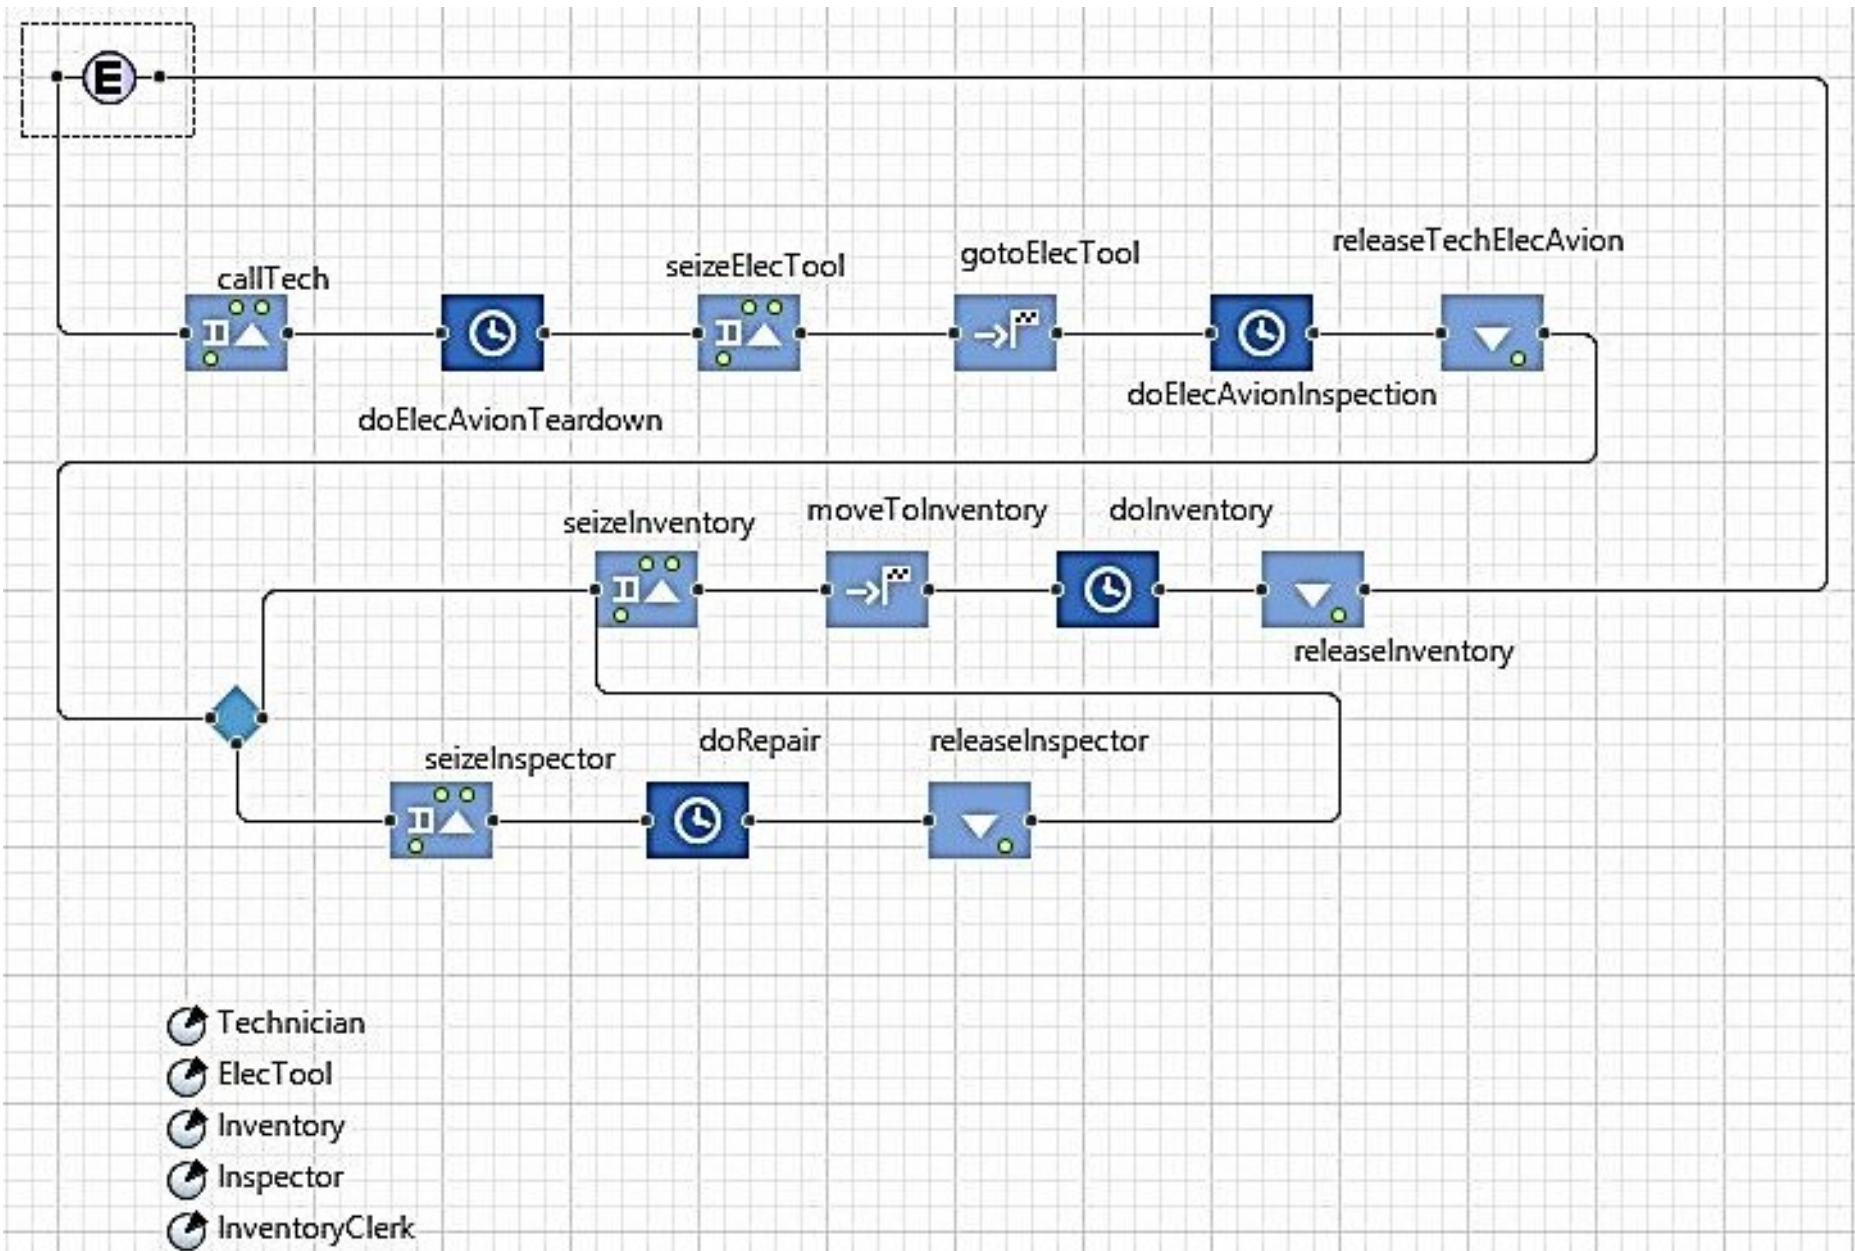 E
callTech
seizeElecTool
gotoElecTool
releaseTechElecAvion
doElecAvionTeardown
doElecAvionInspection
seizeInventory
moveToInventory
doInventory
releaseInventory
seizeInspector
doRepair
releaseInspector
Technician
ElecTool
Inventory
Inspector
InventoryClerk